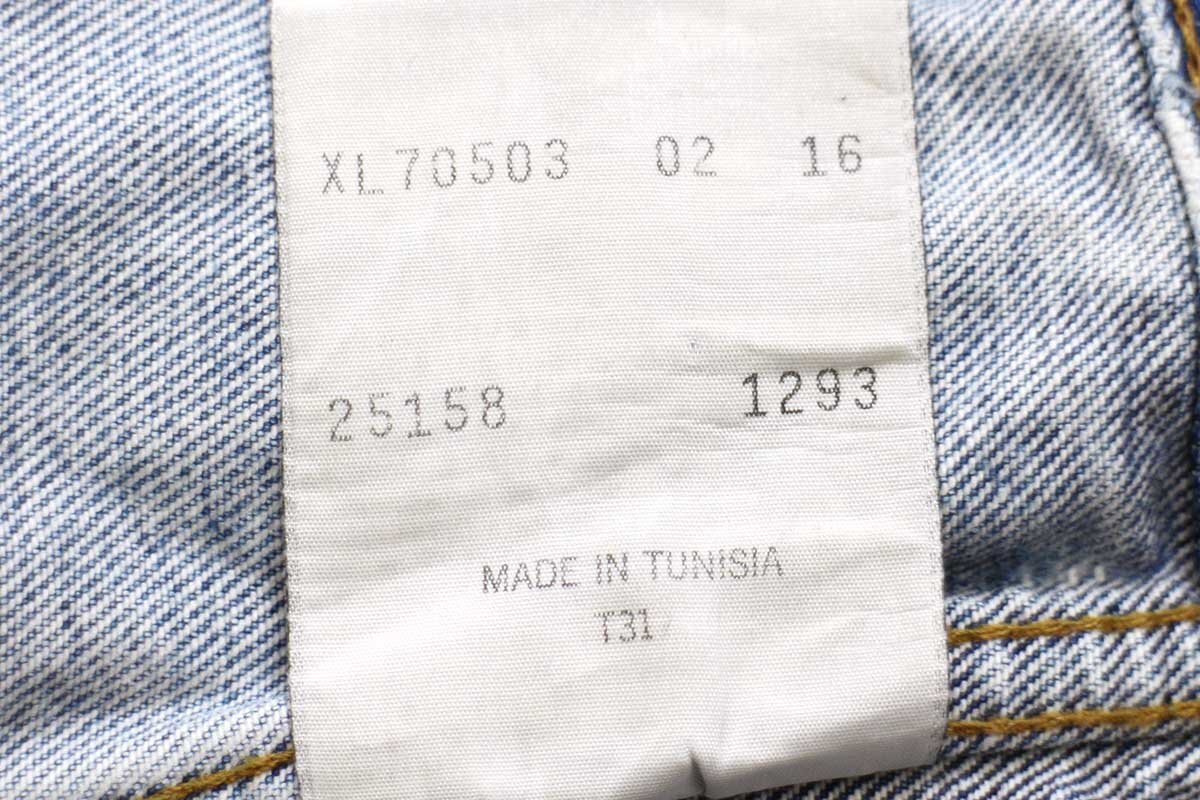 XL70503 02 16
25158 1293
MADE IN TUNISIA
T31